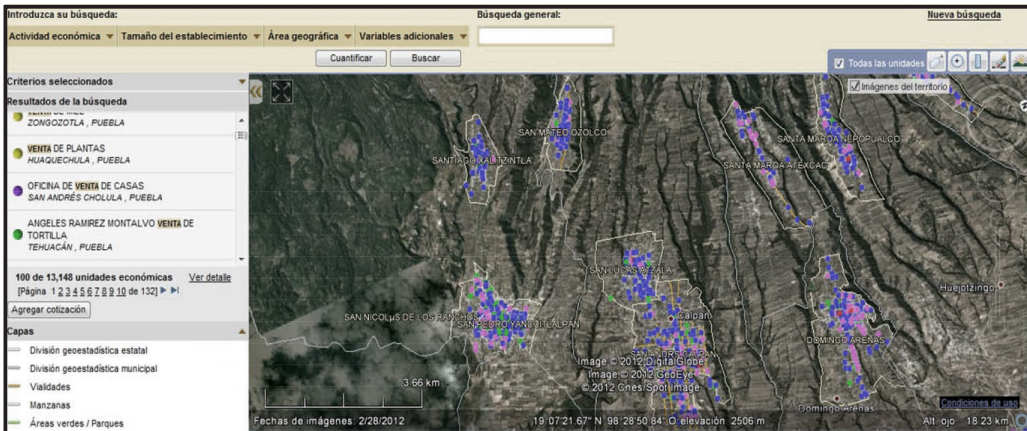 Introduzca su búsqueda:
Búsqueda general:
Nueva búsqueda
Actividad económica
Tamaño del establecimiento
Área geográfica
Variables adicionales
Cuantificar
Buscar
Todas las unidades
Imágenes del territorio
Criterios seleccionados
Resultados de la búsqueda
VENTA DE MIEL
ZONGOZOTLA , PUEBLA
VENTA DE PLANTAS
HUAQUECHULA , PUEBLA
OFICINA DE VENTA DE CASAS
SAN ANDRÉS CHOLULA , PUEBLA
ANGELES RAMIREZ MONTALVO VENTA DE
TORTILLA
TEHUACÁN , PUEBLA
100 de 13,148 unidades económicas
Ver detalle
[Página 1 2 3 4 5 6 7 8 9 10 de 132]
Agregar cotización
Capas
División geoestadística estatal
División geoestadística municipal
Vialidades
Manzanas
Áreas verdes / Parques
SAN MATEO OZOLCO
SANTIAGO XALITZINTLA
SANTA MARÍA NEPOPUALCO
SANTA MARÍA ATEXCAC
SAN LUCAS ATZALA
Huejotzingo
SAN NICOLµS DE LOS RANCHOS
SAN PEDRO YANCUITLALPAN
Calpam
SAN ANDRS CALPAN
DOMINGO ARENAS
Image © 2012 DigitalGlobe
Image © 2012 GeoEye
© 2012 Cnes/Spot Image
3.66 km
Domingo Arenas
Condiciones de uso
Fechas de imágenes: 2/28/2012
19°07'21.67" N 98°28'50.84" O elevación 2506 m
Alt. ojo 18.23 km